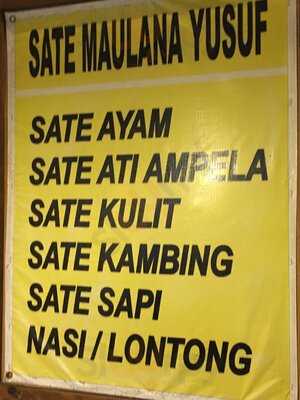 SATE MAULANA YUSUF
SATE AYAM
SATE ATI AMPELA
SATE KULIT
SATE KAMBING
SATE SAPI
NASI / LONTONG